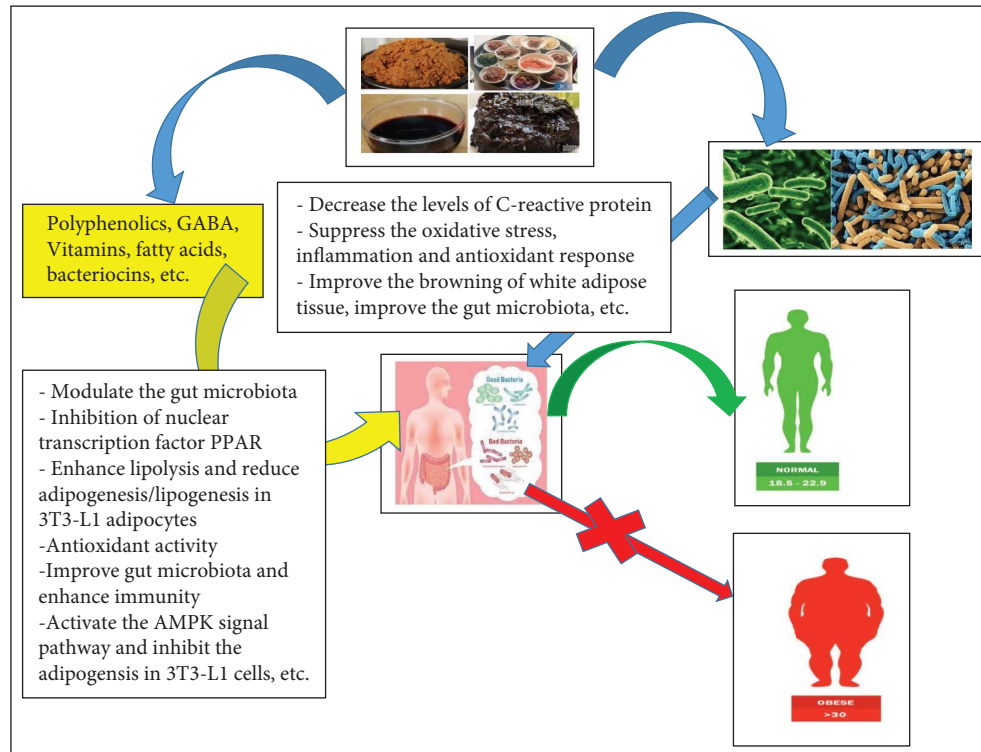 Polyphenolics, GABA,
Vitamins, fatty acids,
bacteriocins, etc.
- Decrease the levels of C-reactive protein
- Suppress the oxidative stress,
inflammation and antioxidant response
- Improve the browning of white adipose
tissue, improve the gut microbiota, etc.
- Modulate the gut microbiota
- Inhibition of nuclear
transcription factor PPAR
- Enhance lipolysis and reduce
adipogenesis/lipogenesis in
3T3-L1 adipocytes
-Antioxidant activity
-Improve gut microbiota and
enhance immunity
-Activate the AMPK signal
pathway and inhibit the
adipogensis in 3T3-L1 cells, etc.
Good Bacteria
Bad Bacteria
NORMAL
18.5 - 22.9
OBESE
>30